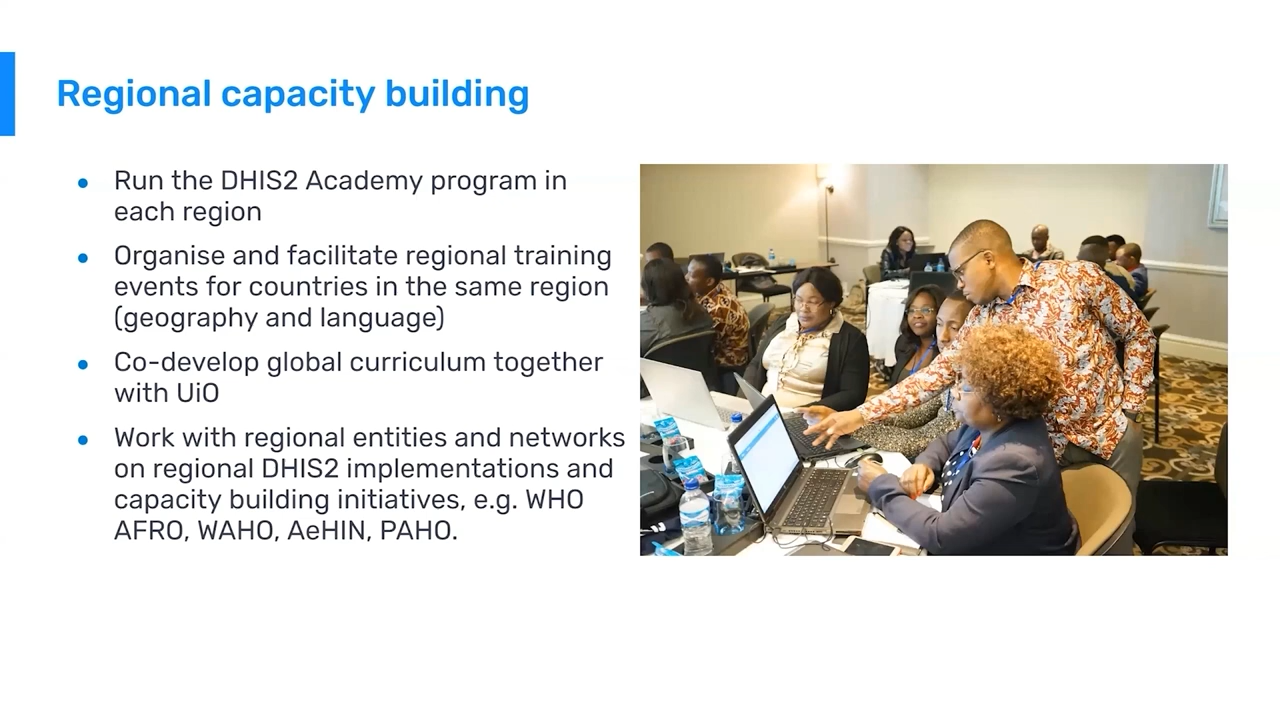 Regional capacity building
• Run the DHIS2 Academy program in
each region
• Organise and facilitate regional training
events for countries in the same region
(geography and language)
• Co-develop global curriculum together
with UiO
• Work with regional entities and networks
on regional DHIS2 implementations and
capacity building initiatives, e.g. WHO
AFRO, WAHO, AeHIN, PAHO.